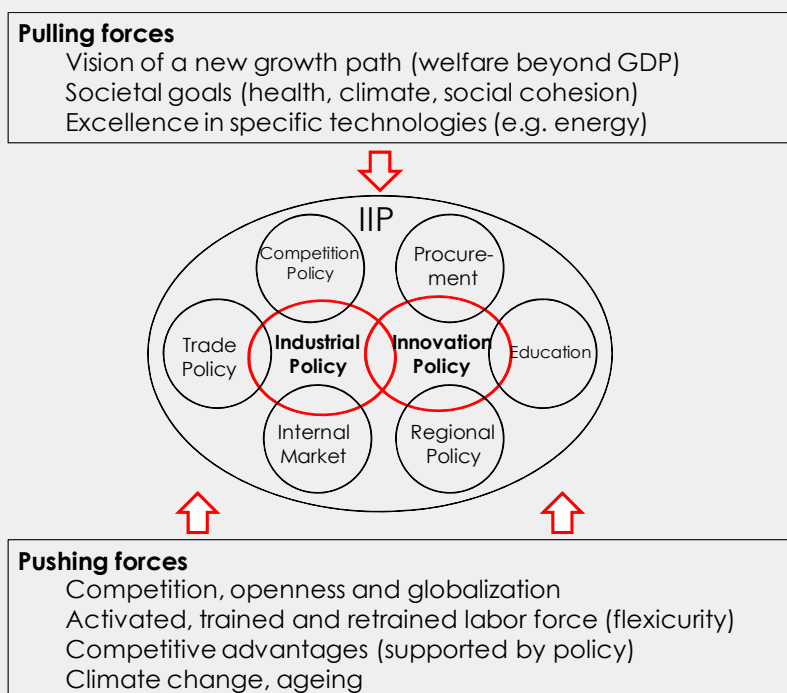 Pulling forces
Vision of a new growth path (welfare beyond GDP)
Societal goals (health, climate, social cohesion)
Excellence in specific technologies (e.g. energy)
IIP
Competition
Policy
Procure-
ment
Trade
Policy
Industrial
Policy
Innovation
Policy
Education
Internal
Market
Regional
Policy
Pushing forces
Competition, openness and globalization
Activated, trained and retrained labor force (flexicurity)
Competitive advantages (supported by policy)
Climate change, ageing